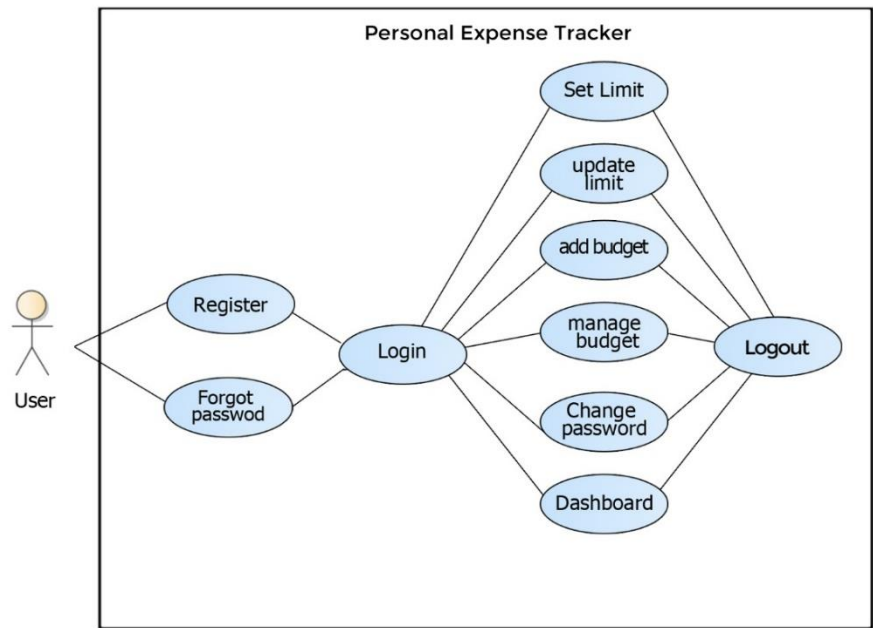 Personal Expense Tracker
Set Limit
update
limit
add budget
Register
manage
budget
Login
Logout
User
Forgot
passwod
Change
password
Dashboard